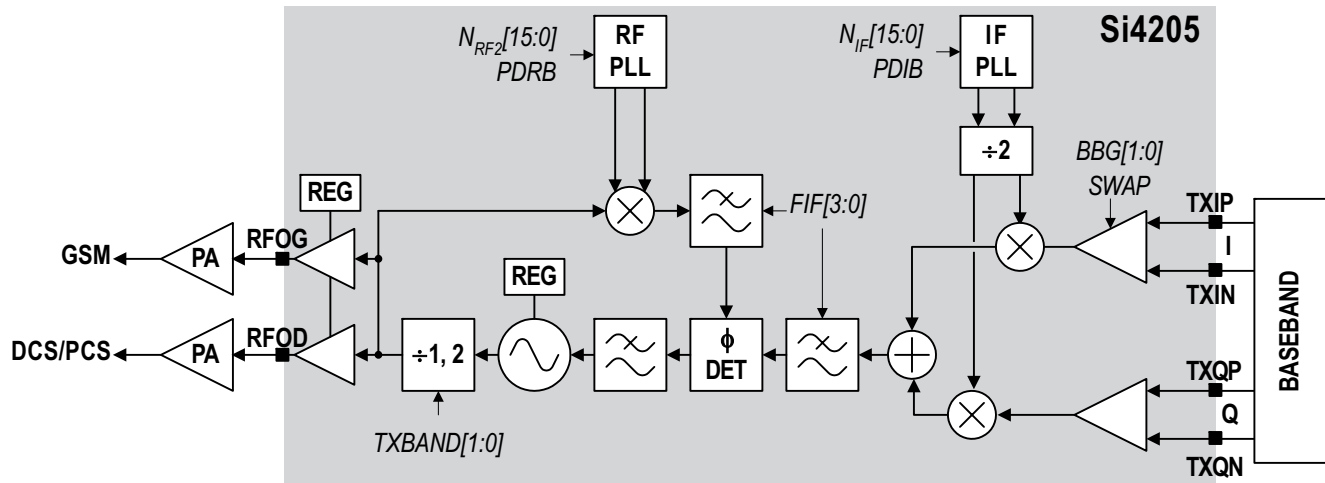 Si4205
N_RF2[15:0]
PDRB
RF
PLL
N_IF[15:0]
PDIB
IF
PLL
÷2
BBG[1:0]
SWAP
REG
FIF[3:0]
TXIP
I
TXIN
GSM
PA
RFOG
REG
DCS/PCS
PA
RFOD
÷1, 2
ϕ
DET
TXBAND[1:0]
TXQP
Q
TXQN
BASEBAND